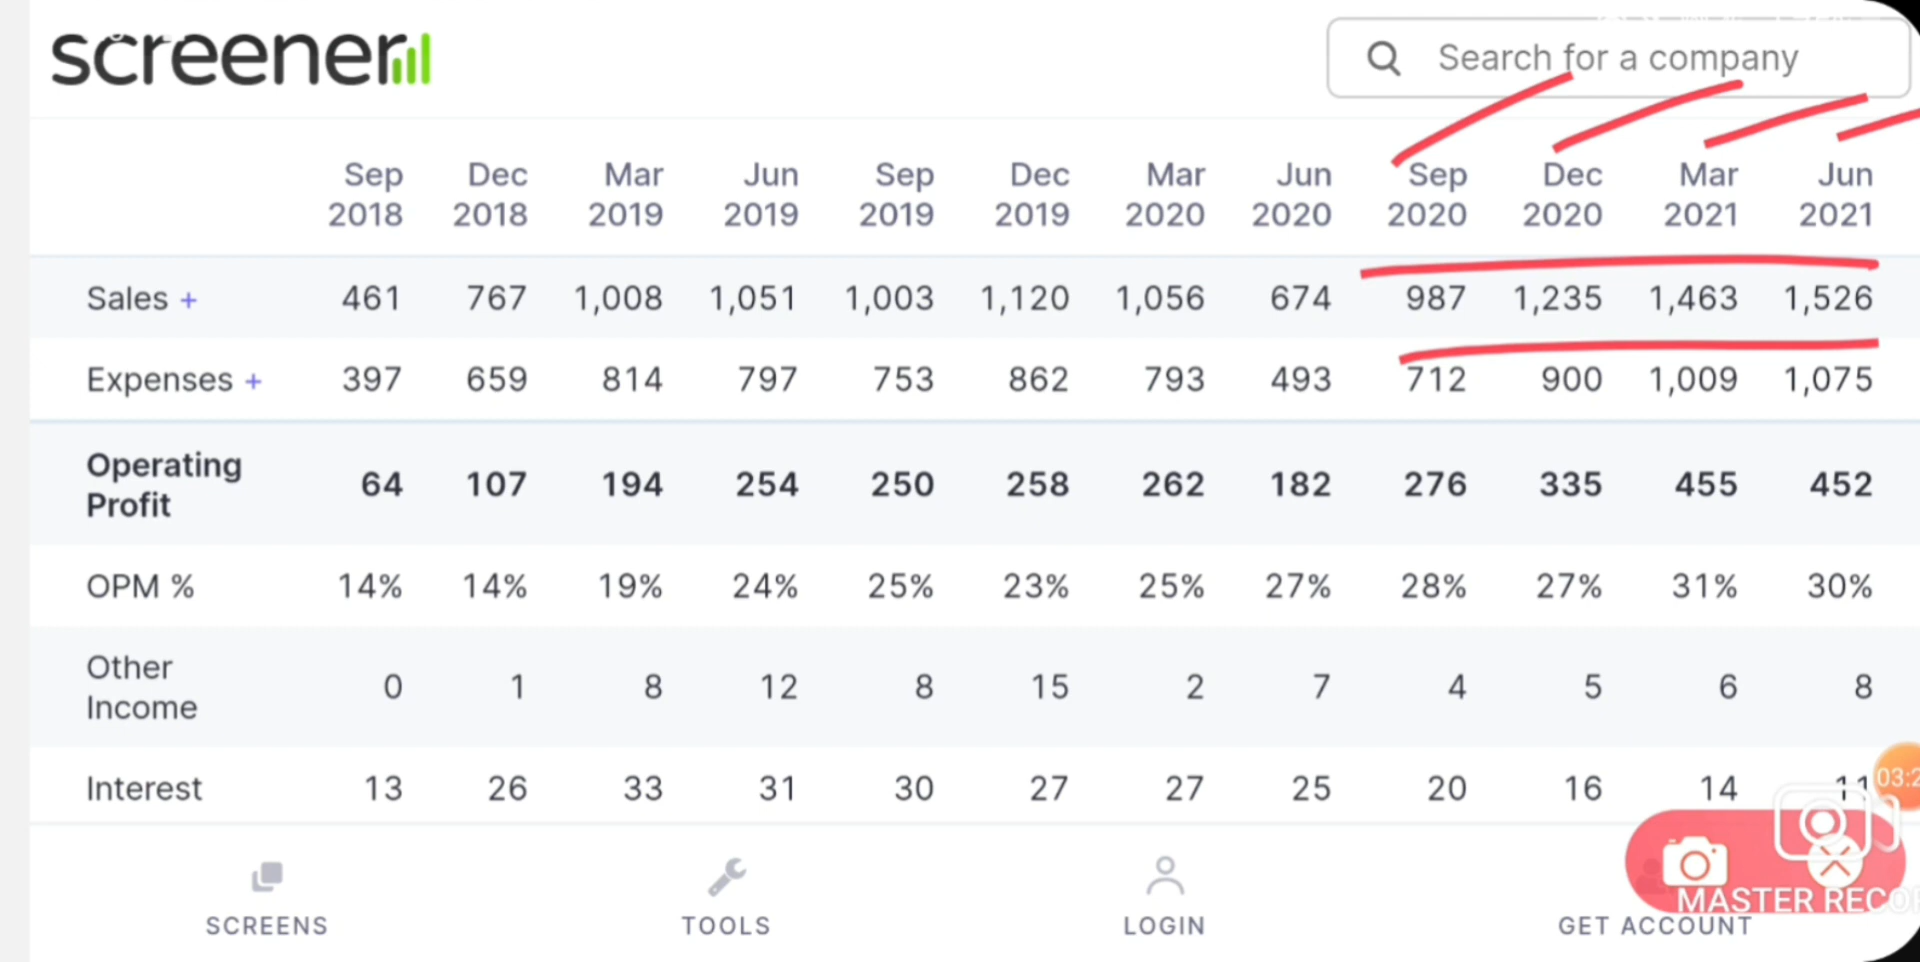 screener
Search for a company
Sep 2018 Dec 2018 Mar 2019 Jun 2019 Sep 2019 Dec 2019 Mar 2020 Jun 2020 Sep 2020 Dec 2020 Mar 2021 Jun 2021
Sales + 461 767 1,008 1,051 1,003 1,120 1,056 674 987 1,235 1,463 1,526
Expenses + 397 659 814 797 753 862 793 493 712 900 1,009 1,075
Operating Profit 64 107 194 254 250 258 262 182 276 335 455 452
OPM % 14% 14% 19% 24% 25% 23% 25% 27% 28% 27% 31% 30%
Other Income 0 1 8 12 8 15 2 7 4 5 6 8
Interest 13 26 33 31 30 27 27 25 20 16 14 11
03:2
MASTER RECO
SCREENS TOOLS LOGIN GET ACCOUNT